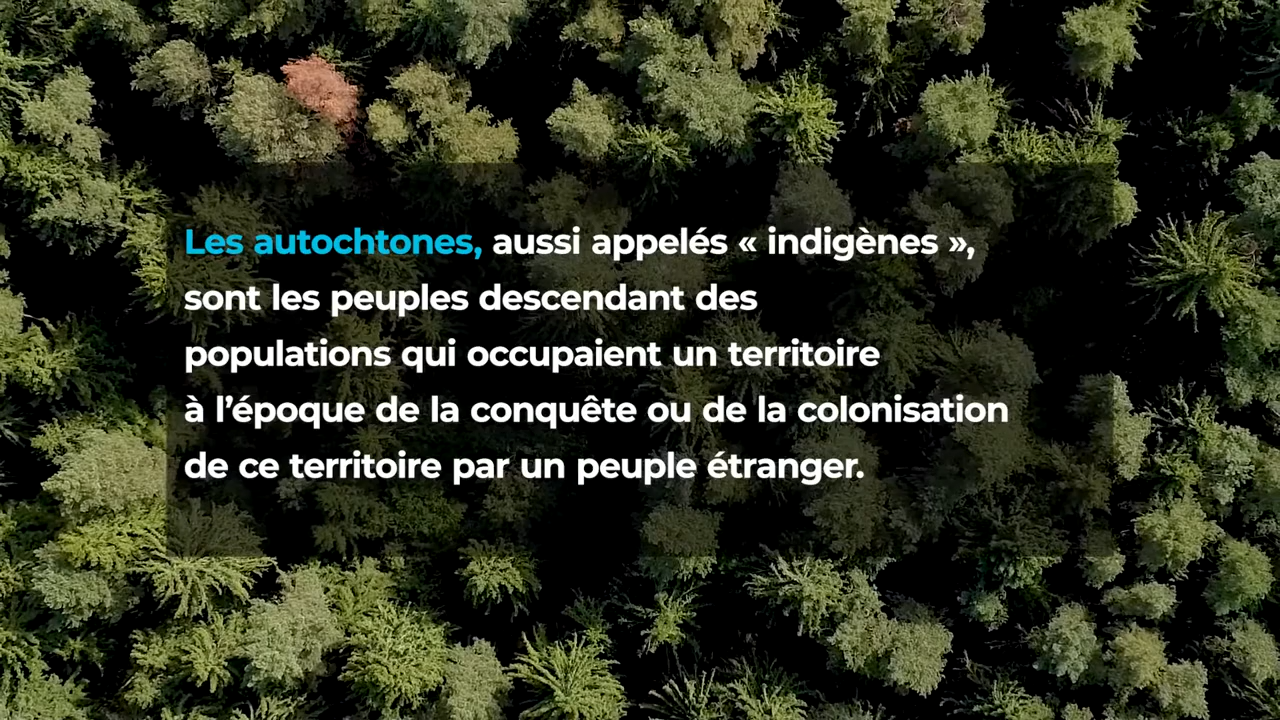 Les autochtones, aussi appelés « indigènes »,
sont les peuples descendant des
populations qui occupaient un territoire
à l’époque de la conquête ou de la colonisation
de ce territoire par un peuple étranger.